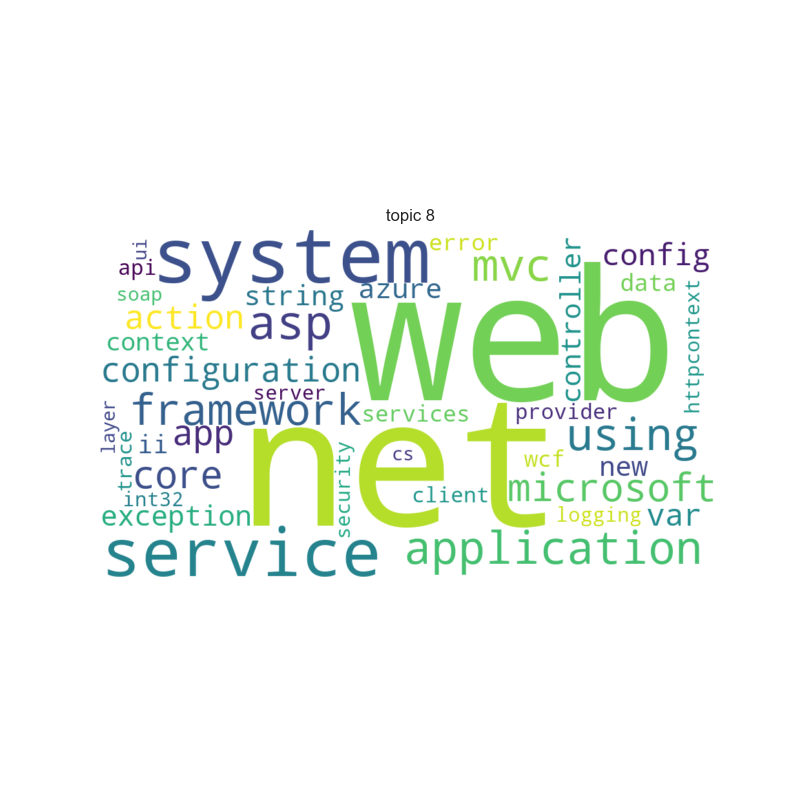 topic 8
ui
system
error
mvc
controller
config
api
azure
data
soap
string
web
httpcontext
action
asp
context
configuration
server
framework
services
provider
layer
app
using
ii
trace
net
cs
wcf
new
core
security
int32
client
microsoft
exception
logging
var
service
application